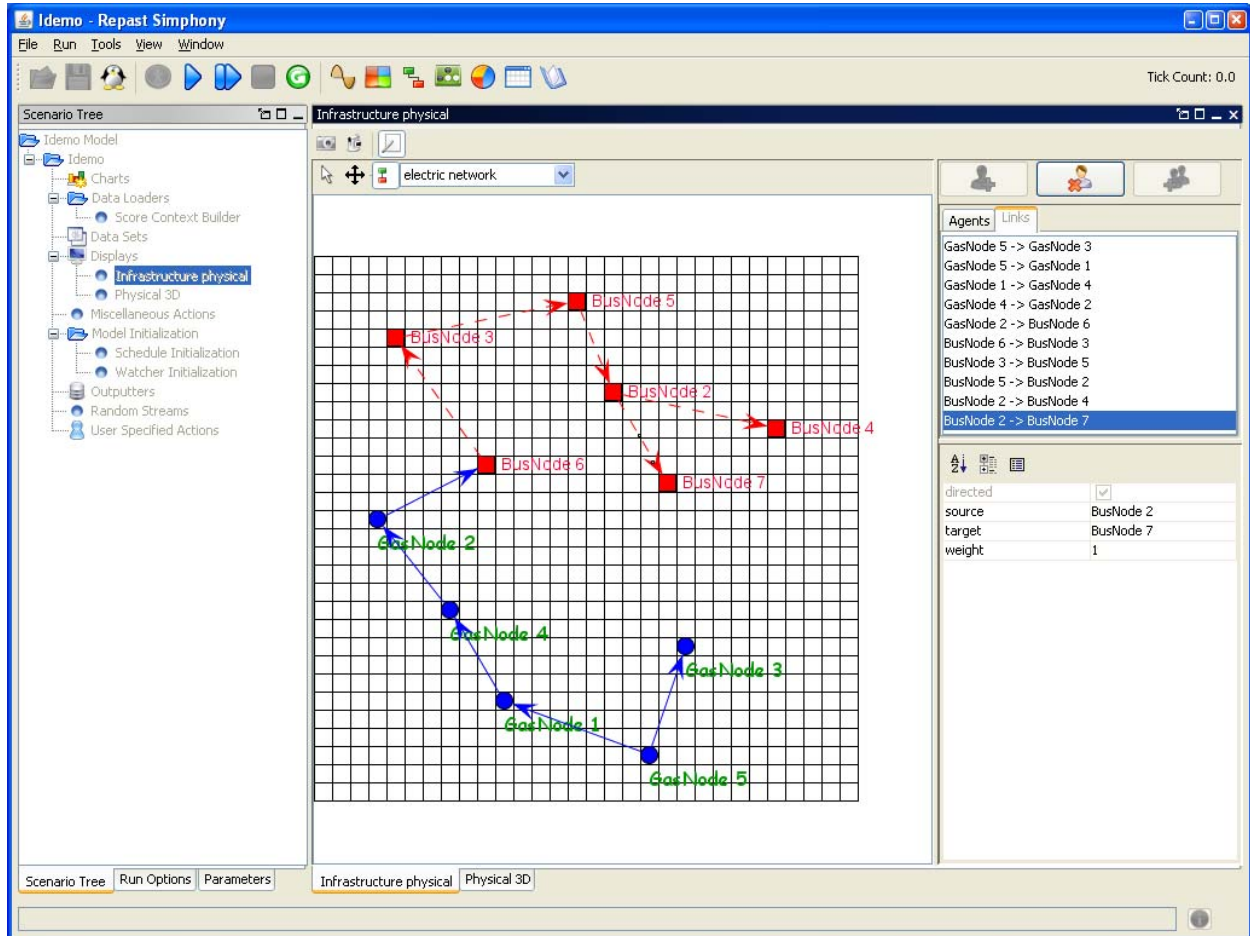 Idemo - Repast Simphony
File Run Tools View Window
Tick Count: 0.0
Scenario Tree
Idemo Model
Idemo
Charts
Data Loaders
Score Context Builder
Data Sets
Displays
Infrastructure physical
Physical 3D
Miscellaneous Actions
Model Initialization
Schedule Initialization
Watcher Initialization
Outputters
Random Streams
User Specified Actions
Scenario Tree Run Options Parameters
Infrastructure physical
electric network
BusNode 5
BusNode 3
BusNode 2
BusNode 4
BusNode 6
BusNode 7
GasNode 2
GasNode 4
GasNode 3
GasNode 1
GasNode 5
Infrastructure physical Physical 3D
Agents Links
GasNode 5 -> GasNode 3
GasNode 5 -> GasNode 1
GasNode 1 -> GasNode 4
GasNode 4 -> GasNode 2
GasNode 2 -> BusNode 6
BusNode 6 -> BusNode 3
BusNode 3 -> BusNode 5
BusNode 5 -> BusNode 2
BusNode 2 -> BusNode 4
BusNode 2 -> BusNode 7
directed
source BusNode 2
target BusNode 7
weight 1